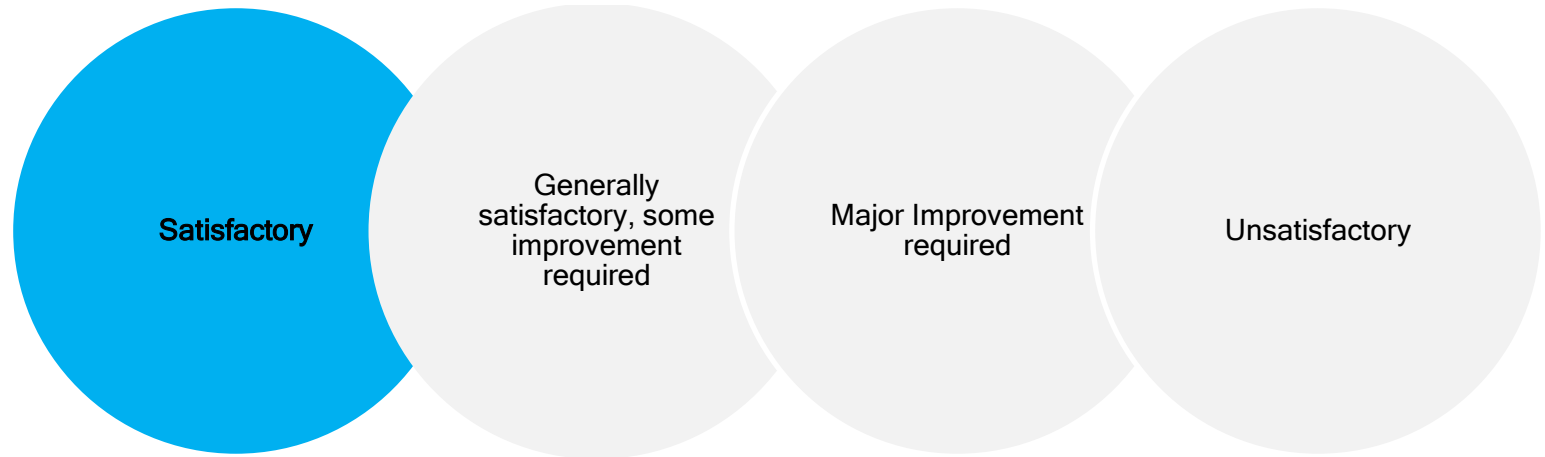 Satisfactory
Generally
satisfactory, some
improvement
required
Major Improvement
required
Unsatisfactory